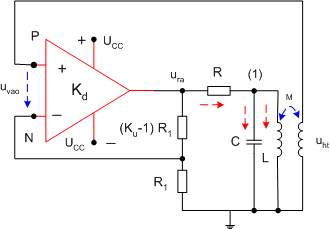 P
+
U_CC
u_vao
+
K_d
u_ra
R
(1)
M
N
−
U_CC
−
(K_u-1)
R_1
C
L
u_ht
R_1